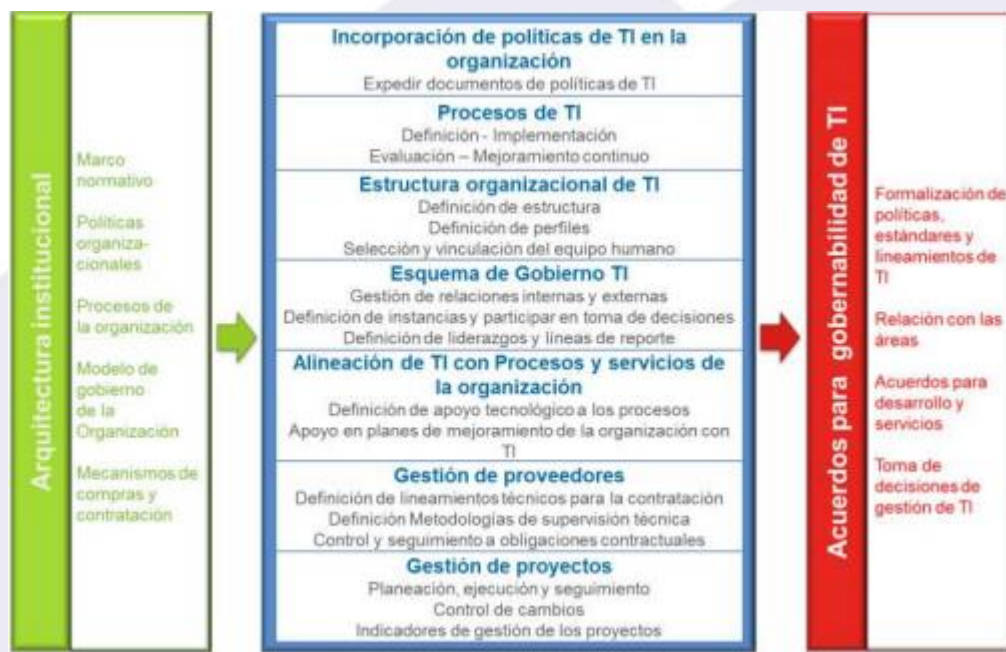 Arquitectura institucional
Marco
normativo
Políticas
organiza-
cionales
Procesos de
la organización
Modelo de
gobierno
de la
Organización
Mecanismos de
compras y
contratación
Incorporación de políticas de TI en la
organización
Expedir documentos de políticas de TI
Procesos de TI
Definición - Implementación
Evaluación – Mejoramiento continuo
Estructura organizacional de TI
Definición de estructura
Definición de perfiles
Selección y vinculación del equipo humano
Esquema de Gobierno TI
Gestión de relaciones internas y externas
Definición de instancias y participar en toma de decisiones
Definición de liderazgos y líneas de reporte
Alineación de TI con Procesos y servicios de
la organización
Definición de apoyo tecnológico a los procesos
Apoyo en planes de mejoramiento de la organización con
TI
Gestión de proveedores
Definición de lineamientos técnicos para la contratación
Definición Metodologías de supervisión técnica
Control y seguimiento a obligaciones contractuales
Gestión de proyectos
Planeación, ejecución y seguimiento
Control de cambios
Indicadores de gestión de los proyectos
Acuerdos para gobernabilidad de TI
Formalización de
políticas,
estándares y
lineamientos de
TI
Relación con las
áreas
Acuerdos para
desarrollo y
servicios
Toma de
decisiones de
gestión de TI